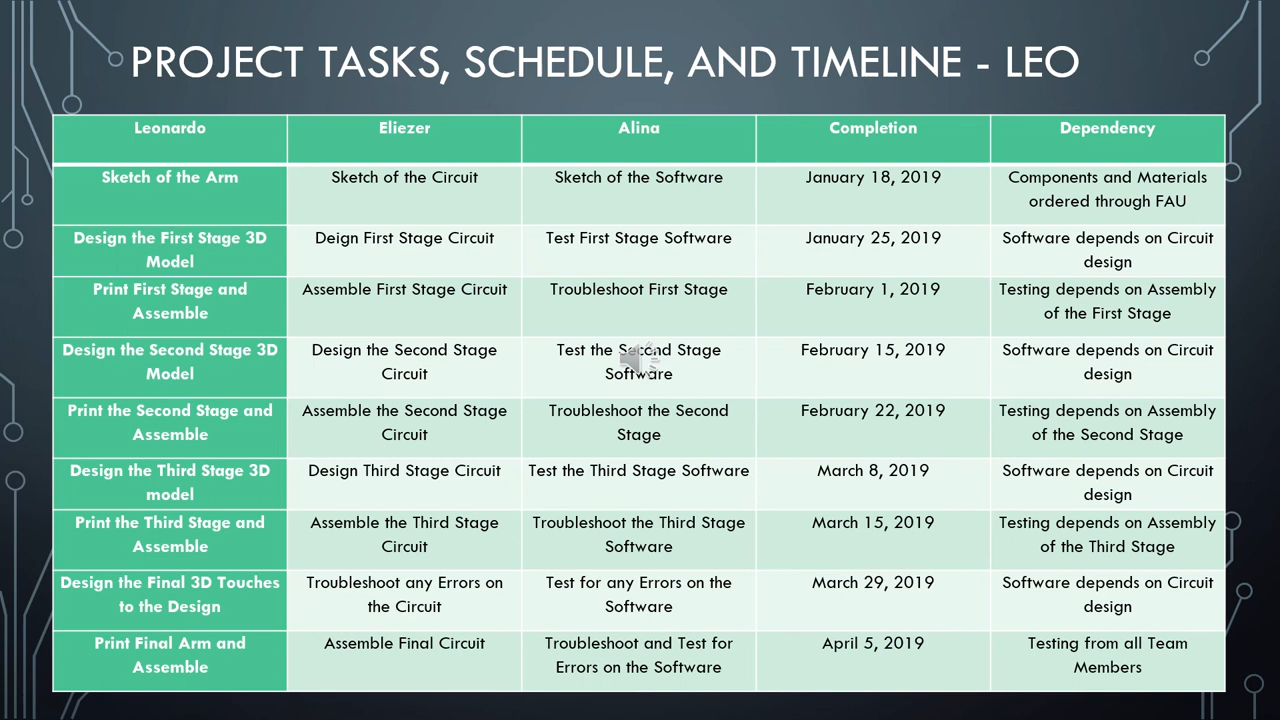 PROJECT TASKS, SCHEDULE, AND TIMELINE - LEO
Leonardo Eliezer Alina Completion Dependency
Sketch of the Arm Sketch of the Circuit Sketch of the Software January 18, 2019 Components and Materials
ordered through FAU
Design the First Stage 3D Deign First Stage Circuit Test First Stage Software January 25, 2019 Software depends on Circuit
Model design
Print First Stage and Assemble First Stage Circuit Troubleshoot First Stage February 1, 2019 Testing depends on Assembly
Assemble of the First Stage
Design the Second Stage 3D Design the Second Stage Test the Second Stage February 15, 2019 Software depends on Circuit
Model Circuit Software design
Print the Second Stage and Assemble the Second Stage Troubleshoot the Second February 22, 2019 Testing depends on Assembly
Assemble Circuit Stage of the Second Stage
Design the Third Stage 3D Design Third Stage Circuit Test the Third Stage Software March 8, 2019 Software depends on Circuit
model design
Print the Third Stage and Assemble the Third Stage Troubleshoot the Third Stage March 15, 2019 Testing depends on Assembly
Assemble Circuit Software of the Third Stage
Design the Final 3D Touches Troubleshoot any Errors on Test for any Errors on the March 29, 2019 Software depends on Circuit
to the Design the Circuit Software design
Print Final Arm and Assemble Final Circuit Troubleshoot and Test for April 5, 2019 Testing from all Team
Assemble Errors on the Software Members